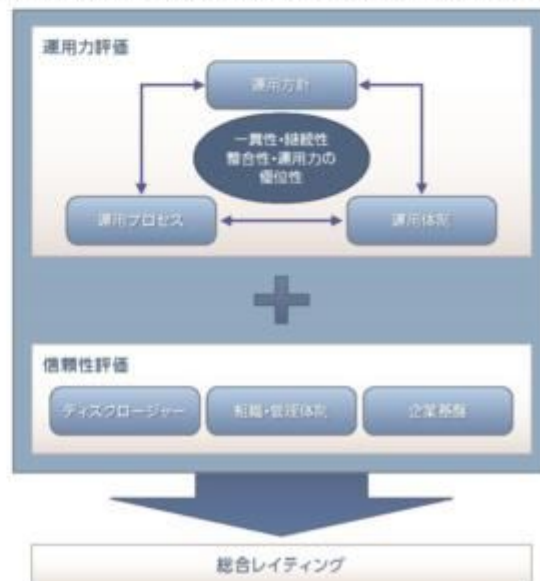 運用力評価
運用方針
一貫性・継続性
整合性・運用力の
優位性
運用プロセス
運用体制
信頼性評価
ディスクロージャー
組織・管理体制
企業基盤
総合レイティング